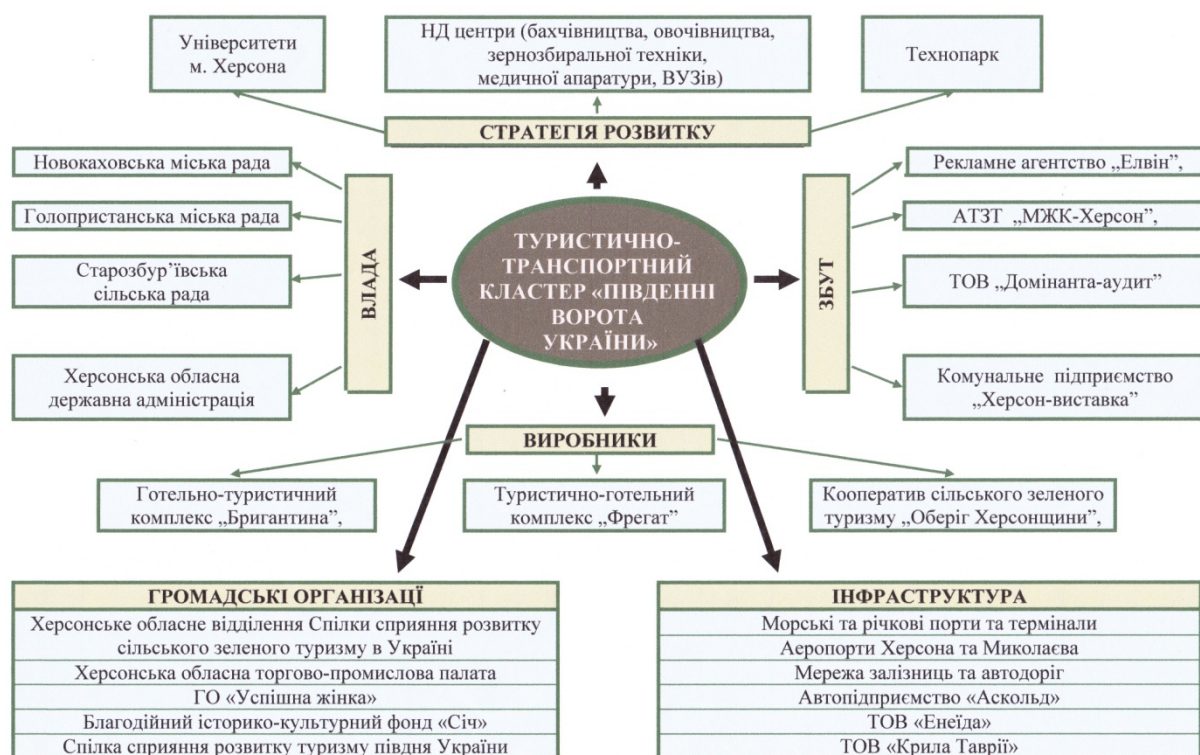 Університети
м. Херсона
НД центри (бахчівництва, овочівництва,
зернозбиральної техніки,
медичної апаратури, ВУЗів)
Технопарк
СТРАТЕГІЯ РОЗВИТКУ
Новокаховська міська рада
Голопристанська міська рада
Старозбур’ївська
сільська рада
Херсонська обласна
державна адміністрація
ВЛАДА
ТУРИСТИЧНО-
ТРАНСПОРТНИЙ
КЛАСТЕР «ПІВДЕННІ
ВОРОТА
УКРАЇНИ»
ЗБУТ
Рекламне агентство „Елвін”,
АТЗТ „МЖК-Херсон”,
ТОВ „Домінанта-аудит”
Комунальне підприємство
„Херсон-виставка”
ВИРОБНИКИ
Готельно-туристичний
комплекс „Бригантина”,
Туристично-готельний
комплекс „Фрегат”
Кооператив сільського зеленого
туризму „Оберіг Херсонщини”,
ГРОМАДСЬКІ ОРГАНІЗАЦЇ
Херсонське обласне відділення Спілки сприяння розвитку
сільського зеленого туризму в Україні
Херсонська обласна торгово-промислова палата
ГО «Успішна жінка»
Благодійний історико-культурний фонд «Січ»
Спілка сприяння розвитку туризму півдня України
ІНФРАСТРУКТУРА
Морські та річкові порти та термінали
Аеропорти Херсона та Миколаєва
Мережа залізниць та автодоріг
Автопідприємство «Аскольд»
ТОВ «Енеїда»
ТОВ «Крила Таврії»